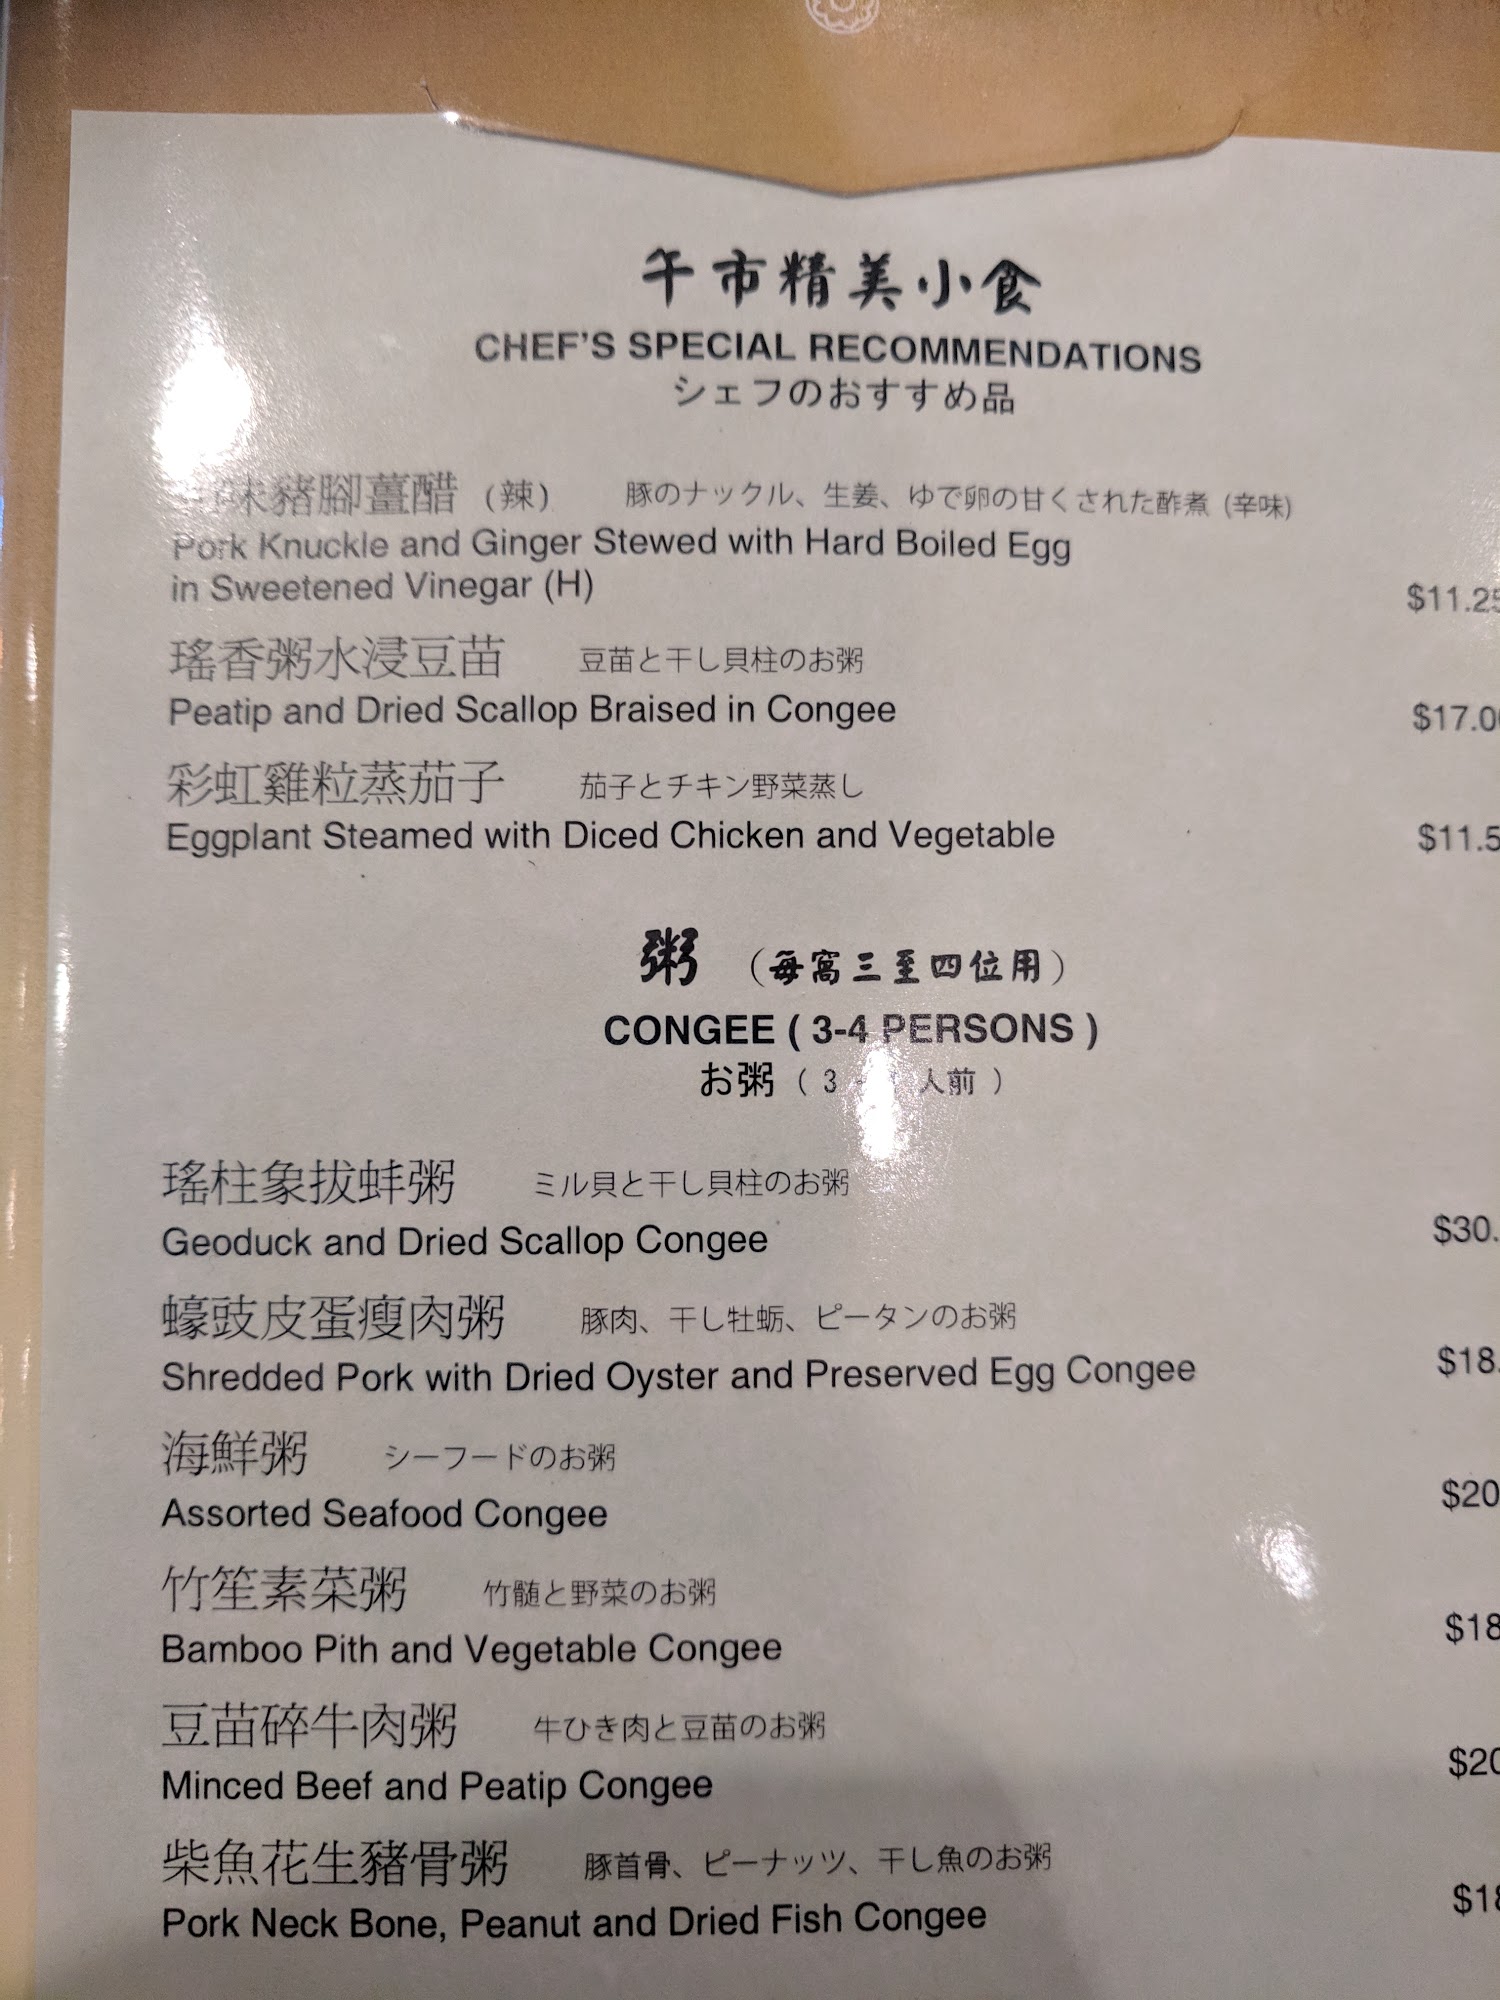 午市精美小食
CHEF'S SPECIAL RECOMMENDATIONS
シェフのおすすめ品
味豬腳薑醋 (辣) 豚のナックル、生姜、ゆで卵の甘くされた酢煮 (辛味)
Pork Knuckle and Ginger Stewed with Hard Boiled Egg
in Sweetened Vinegar (H) $11.25
瑤香粥水浸豆苗 豆苗と干し貝柱のお粥
Peatip and Dried Scallop Braised in Congee $17.00
彩虹雞粒蒸茄子 茄子とチキン野菜蒸し
Eggplant Steamed with Diced Chicken and Vegetable $11.5
粥 (每窩三至四位用)
CONGEE ( 3-4 PERSONS )
お粥 ( 3 - 人前 )
瑤柱象拔蚌粥 ミル貝と干し貝柱のお粥
Geoduck and Dried Scallop Congee $30.
蠔豉皮蛋瘦肉粥 豚肉、干し牡蛎、ピータンのお粥
Shredded Pork with Dried Oyster and Preserved Egg Congee $18.
海鮮粥 シーフードのお粥
Assorted Seafood Congee $20
竹笙素菜粥 竹髄と野菜のお粥
Bamboo Pith and Vegetable Congee $18
豆苗碎牛肉粥 牛ひき肉と豆苗のお粥
Minced Beef and Peatip Congee $20
柴魚花生豬骨粥 豚首骨、ピーナッツ、干し魚のお粥
Pork Neck Bone, Peanut and Dried Fish Congee $18